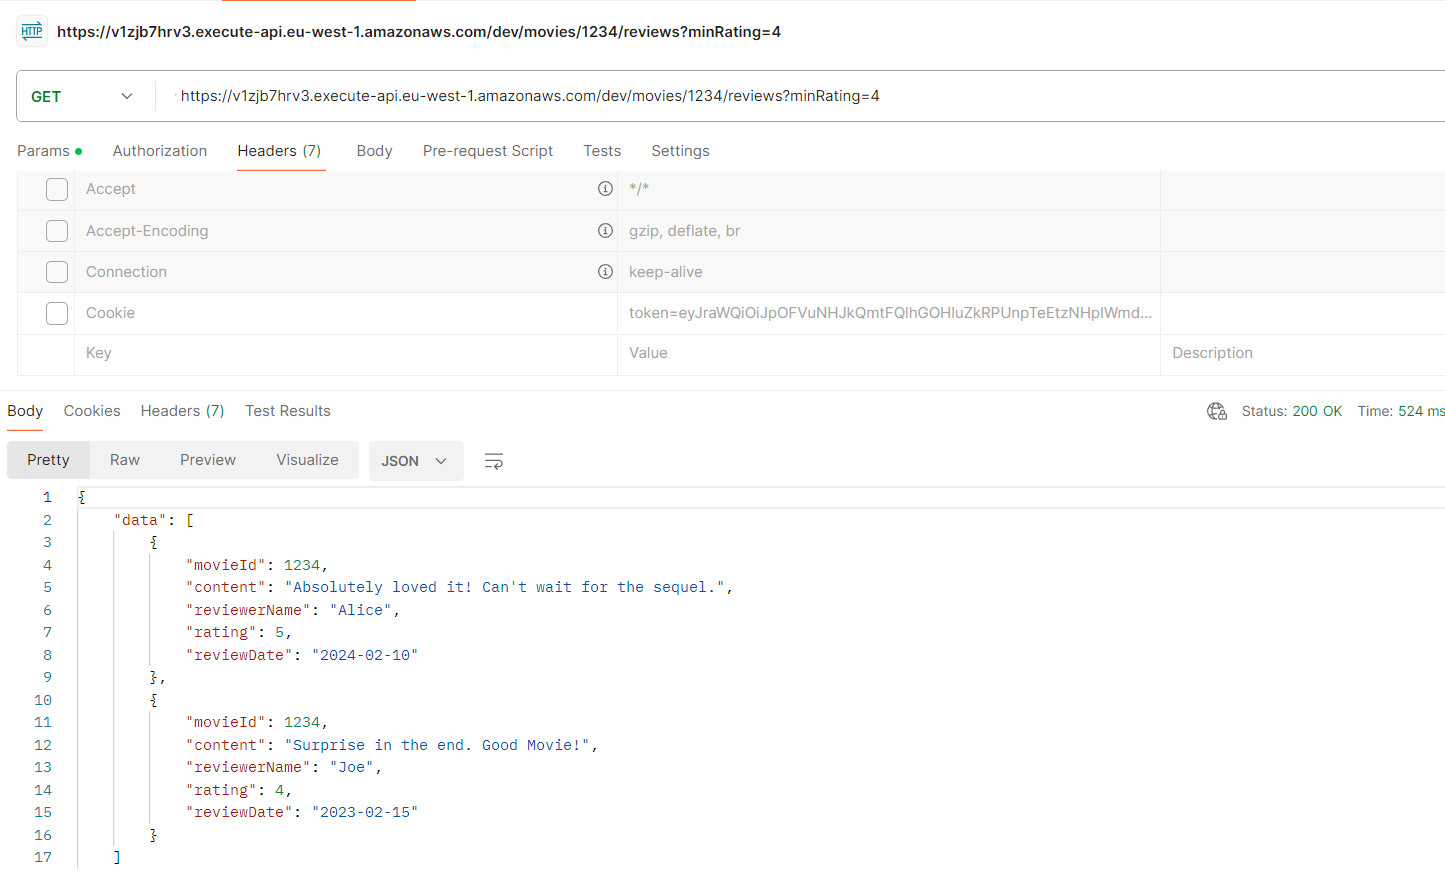 HTTP https://v1zjb7hrv3.execute-api.eu-west-1.amazonaws.com/dev/movies/1234/reviews?minRating=4
GET https://v1zjb7hrv3.execute-api.eu-west-1.amazonaws.com/dev/movies/1234/reviews?minRating=4
Params Authorization Headers (7) Body Pre-request Script Tests Settings
Accept */*
Accept-Encoding gzip, deflate, br
Connection keep-alive
Cookie token=eyJraWQiOiJpOFVuNHJkQmtFQlhGOHIuZkRPUnpTeEtzNHpIWmd...
Key Value Description
Body Cookies Headers (7) Test Results Status: 200 OK Time: 524 ms
Pretty Raw Preview Visualize JSON
1 {
2 "data": [
3 {
4 "movieId": 1234,
5 "content": "Absolutely loved it! Can't wait for the sequel.",
6 "reviewerName": "Alice",
7 "rating": 5,
8 "reviewDate": "2024-02-10"
9 },
10 {
11 "movieId": 1234,
12 "content": "Surprise in the end. Good Movie!",
13 "reviewerName": "Joe",
14 "rating": 4,
15 "reviewDate": "2023-02-15"
16 }
17 ]